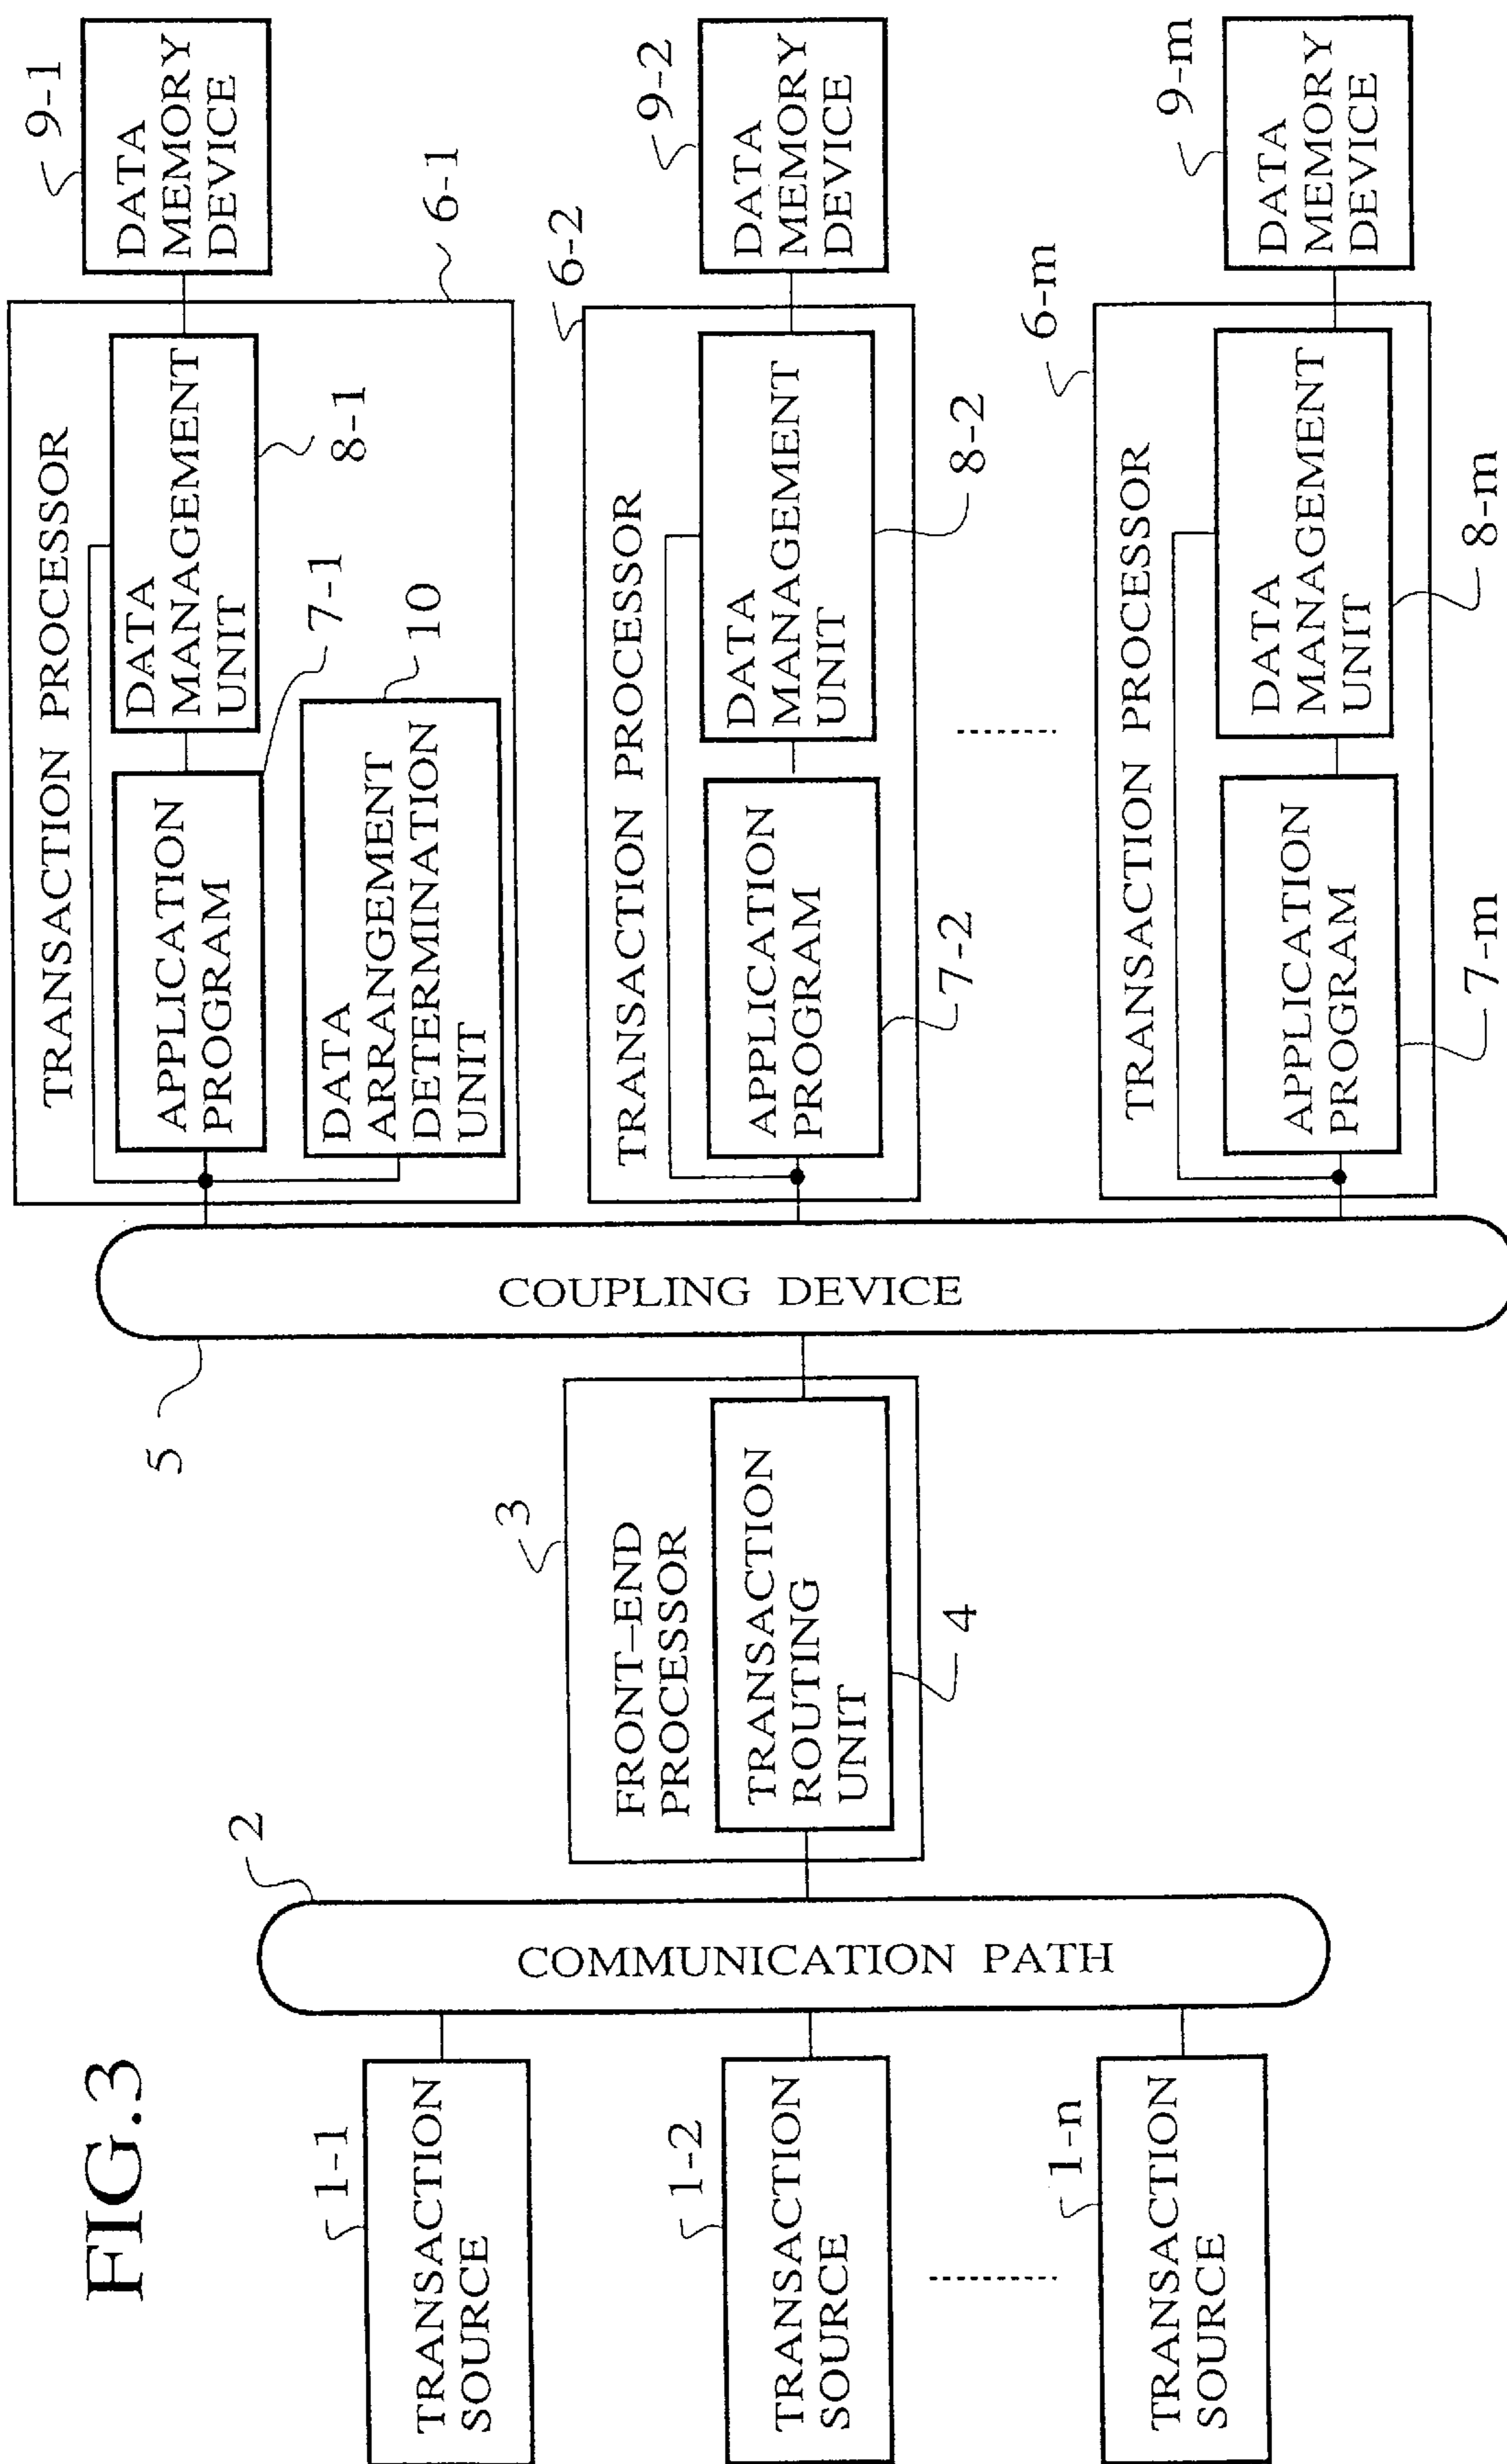 FIG.3
1-1
TRANSACTION
SOURCE
1-2
TRANSACTION
SOURCE
1-n
TRANSACTION
SOURCE
2
COMMUNICATION PATH
3
FRONT-END
PROCESSOR
TRANSACTION
ROUTING
UNIT
4
5
COUPLING DEVICE
TRANSACTION PROCESSOR
6-1
APPLICATION
PROGRAM
7-1
DATA
MANAGEMENT
UNIT
8-1
DATA
ARRANGEMENT
DETERMINATION
UNIT
10
9-1
DATA
MEMORY
DEVICE
TRANSACTION PROCESSOR
6-2
APPLICATION
PROGRAM
7-2
DATA
MANAGEMENT
UNIT
8-2
9-2
DATA
MEMORY
DEVICE
TRANSACTION PROCESSOR
6-m
APPLICATION
PROGRAM
7-m
DATA
MANAGEMENT
UNIT
8-m
9-m
DATA
MEMORY
DEVICE